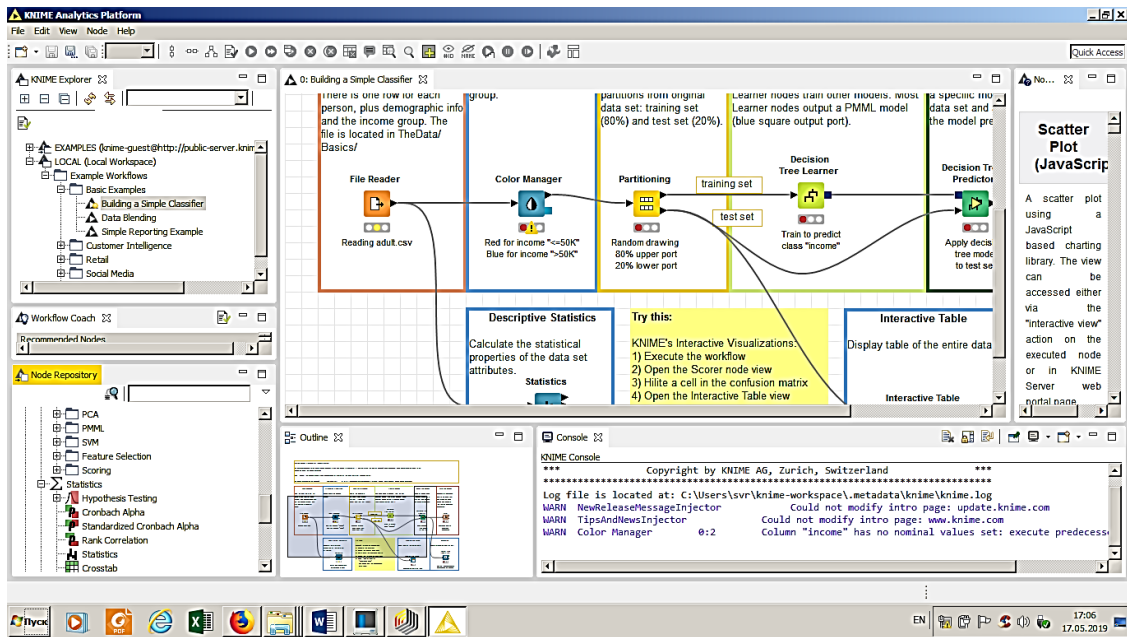 KNIME Analytics Platform
File Edit View Node Help
Quick Access
KNIME Explorer
EXAMPLES (knime-guest@http://public-server.knim
LOCAL (Local Workspace)
Example Workflows
Basic Examples
Building a Simple Classifier
Data Blending
Simple Reporting Example
Customer Intelligence
Retail
Social Media
Workflow Coach
Recommended Nodes
Node Repository
PCA
PMML
SVM
Feature Selection
Scoring
Statistics
Hypothesis Testing
Cronbach Alpha
Standardized Cronbach Alpha
Rank Correlation
Statistics
Crosstab
0: Building a Simple Classifier
There is one row for each
person, plus demographic info
and the income group. The
file is located in TheData/
Basics/
File Reader
Reading adult.csv
group.
Color Manager
Red for income "<=50K"
Blue for income ">50K"
partitions from original
data set: training set
(80%) and test set (20%).
Partitioning
Random drawing
80% upper port
20% lower port
training set
test set
Learner nodes train other models. Most
Learner nodes output a PMML model
(blue square output port).
Decision
Tree Learner
Train to predict
class "income"
a specific mo
data set and
the model pre
Decision Tre
Predictor
Apply decis
tree mode
to test se
Descriptive Statistics
Calculate the statistical
properties of the data set
attributes.
Statistics
Try this:
KNIME's Interactive Visualizations:
1) Execute the workflow
2) Open the Scorer node view
3) Hilite a cell in the confusion matrix
4) Open the Interactive Table view
Interactive Table
Display table of the entire data
Interactive Table
No...
Scatter
Plot
(JavaScrip
A scatter plot
using a
JavaScript
based charting
library. The view
can be
accessed either
via the
"interactive view"
action on the
executed node
or in KNIME
Server web
portal page.
Outline
Console
KNIME Console
*** Copyright by KNIME AG, Zurich, Switzerland ***
Log file is located at: C:\Users\svr\knime-workspace\.metadata\knime\knime.log
WARN NewReleaseMessageInjector Could not modify intro page: update.knime.com
WARN TipsAndNewsInjector Could not modify intro page: www.knime.com
WARN Color Manager 0:2 Column "income" has no nominal values set: execute predecess
Пуск
EN
17:06
17.05.2019